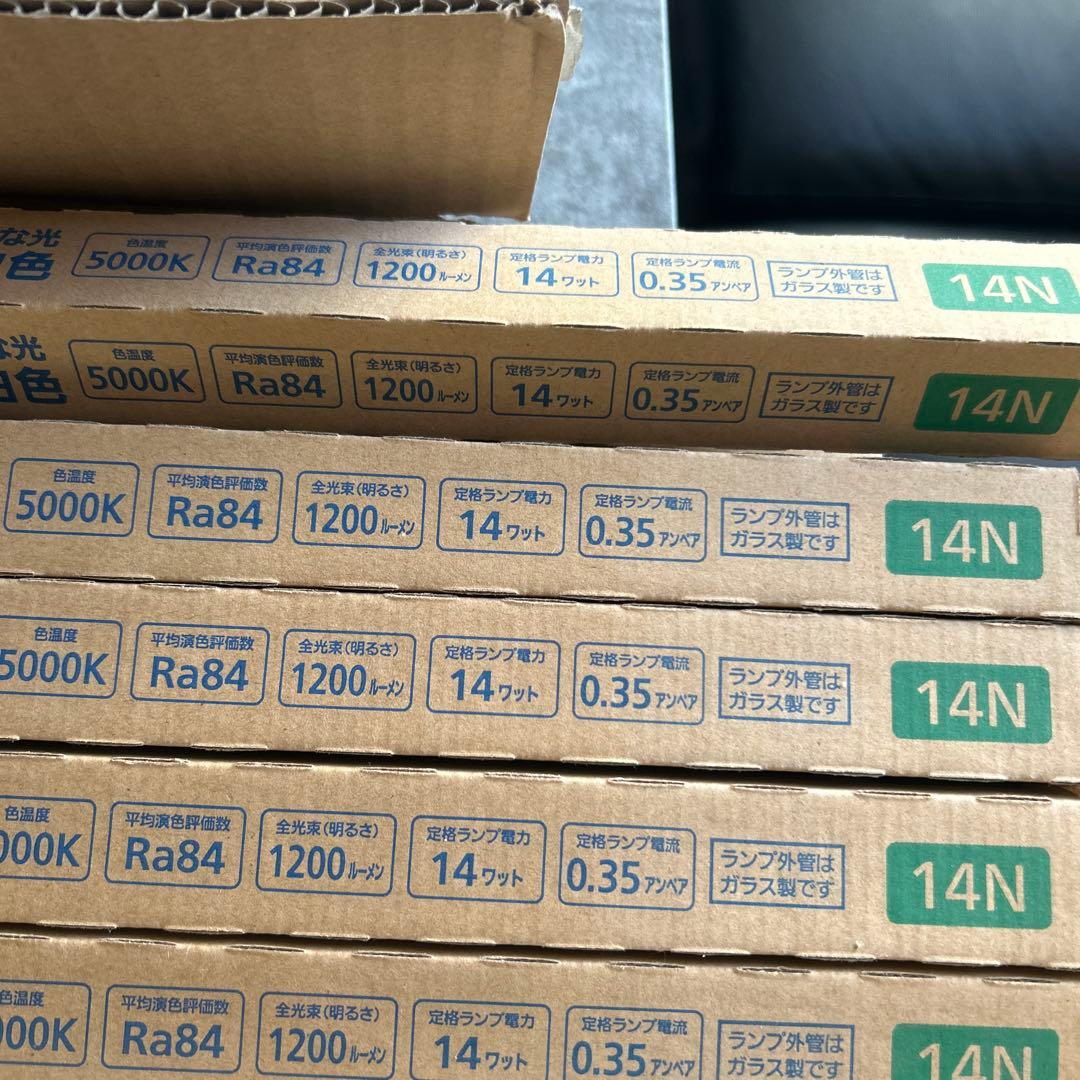 な光
白色
色温度
5000K
平均演色評価数
Ra84
全光束(明るさ)
1200ルーメン
定格ランプ電力
14ワット
定格ランプ電流
0.35アンペア
ランプ外管は
ガラス製です
14N
な光
白色
色温度
5000K
平均演色評価数
Ra84
全光束(明るさ)
1200ルーメン
定格ランプ電力
14ワット
定格ランプ電流
0.35アンペア
ランプ外管は
ガラス製です
14N
色温度
5000K
平均演色評価数
Ra84
全光束(明るさ)
1200ルーメン
定格ランプ電力
14ワット
定格ランプ電流
0.35アンペア
ランプ外管は
ガラス製です
14N
色温度
5000K
平均演色評価数
Ra84
全光束(明るさ)
1200ルーメン
定格ランプ電力
14ワット
定格ランプ電流
0.35アンペア
ランプ外管は
ガラス製です
14N
色温度
000K
平均演色評価数
Ra84
全光束(明るさ)
1200ルーメン
定格ランプ電力
14ワット
定格ランプ電流
0.35アンペア
ランプ外管は
ガラス製です
14N
色温度
000K
平均演色評価数
Ra84
全光束(明るさ)
1200ルーメン
定格ランプ電力
14ワット
定格ランプ電流
0.35アンペア
ランプ外管は
ガラス製です
14N